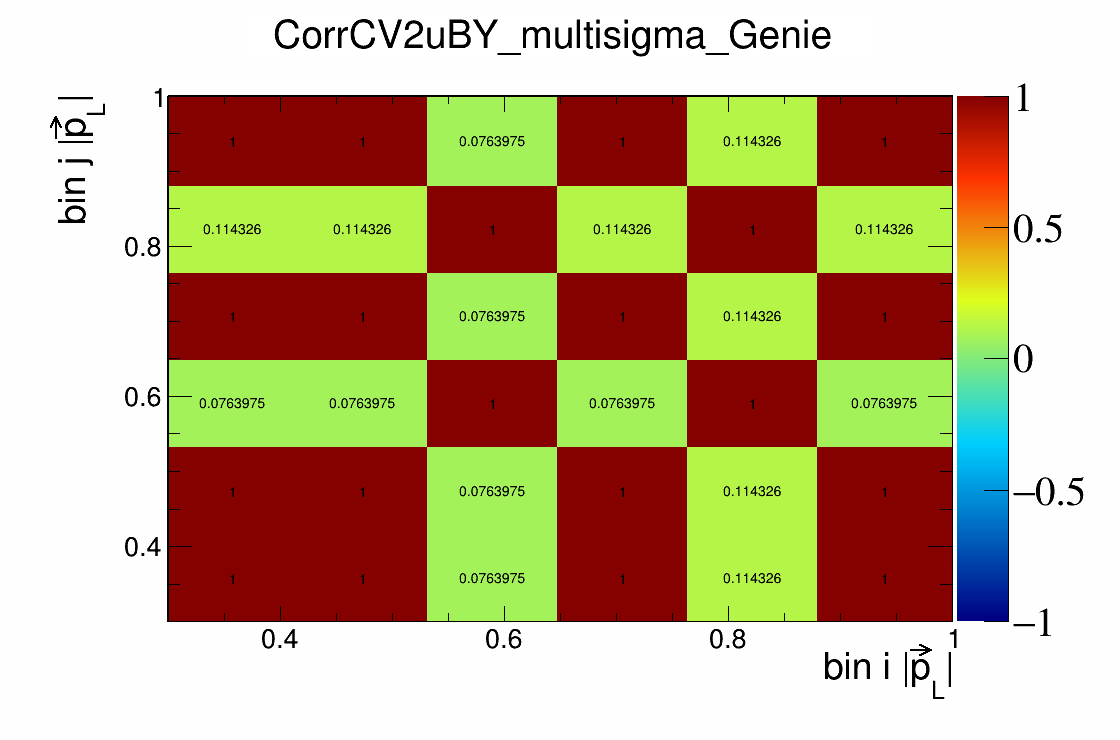 CorrCV2uBY_multisigma_Genie
bin j |p⃗_L|
1
0.8
0.6
0.4
1 1 0.0763975 1 0.114326 1
0.114326 0.114326 1 0.114326 1 0.114326
1 1 0.0763975 1 0.114326 1
0.0763975 0.0763975 1 0.0763975 1 0.0763975
1 1 0.0763975 1 0.114326 1
1 1 0.0763975 1 0.114326 1
0.4 0.6 0.8 1
bin i |p⃗_L|
1
0.5
0
−0.5
−1